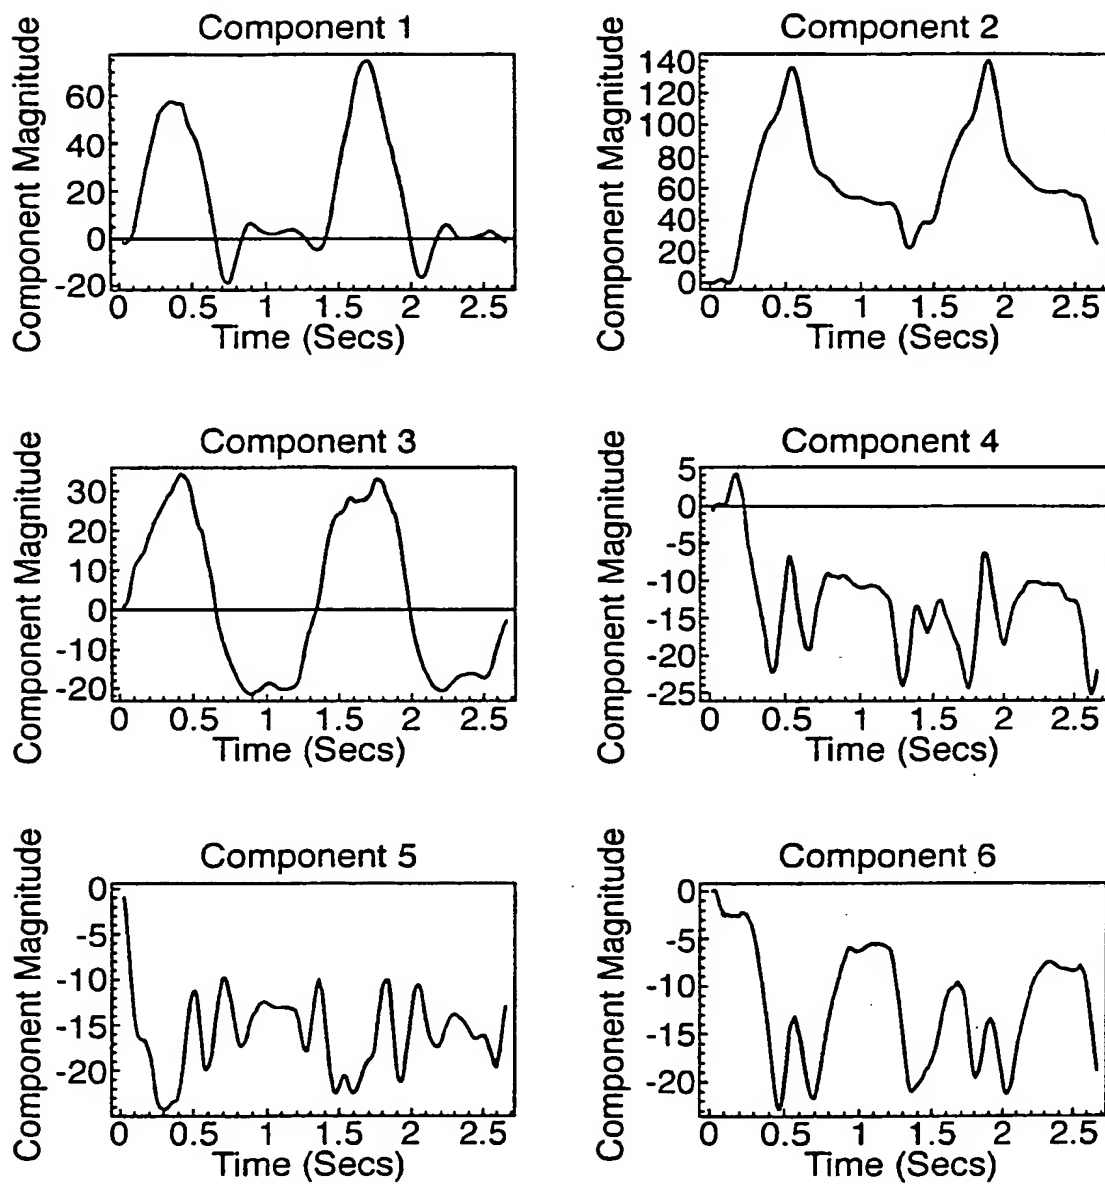 Component 1
Component Magnitude
60
40
20
0
-20
0 0.5 1 1.5 2 2.5
Time (Secs)
Component 2
Component Magnitude
140
120
100
80
60
40
20
0
0 0.5 1 1.5 2 2.5
Time (Secs)
Component 3
Component Magnitude
30
20
10
0
-10
-20
0 0.5 1 1.5 2 2.5
Time (Secs)
Component 4
Component Magnitude
5
0
-5
-10
-15
-20
-25
0 0.5 1 1.5 2 2.5
Time (Secs)
Component 5
Component Magnitude
0
-5
-10
-15
-20
0 0.5 1 1.5 2 2.5
Time (Secs)
Component 6
Component Magnitude
0
-5
-10
-15
-20
0 0.5 1 1.5 2 2.5
Time (Secs)